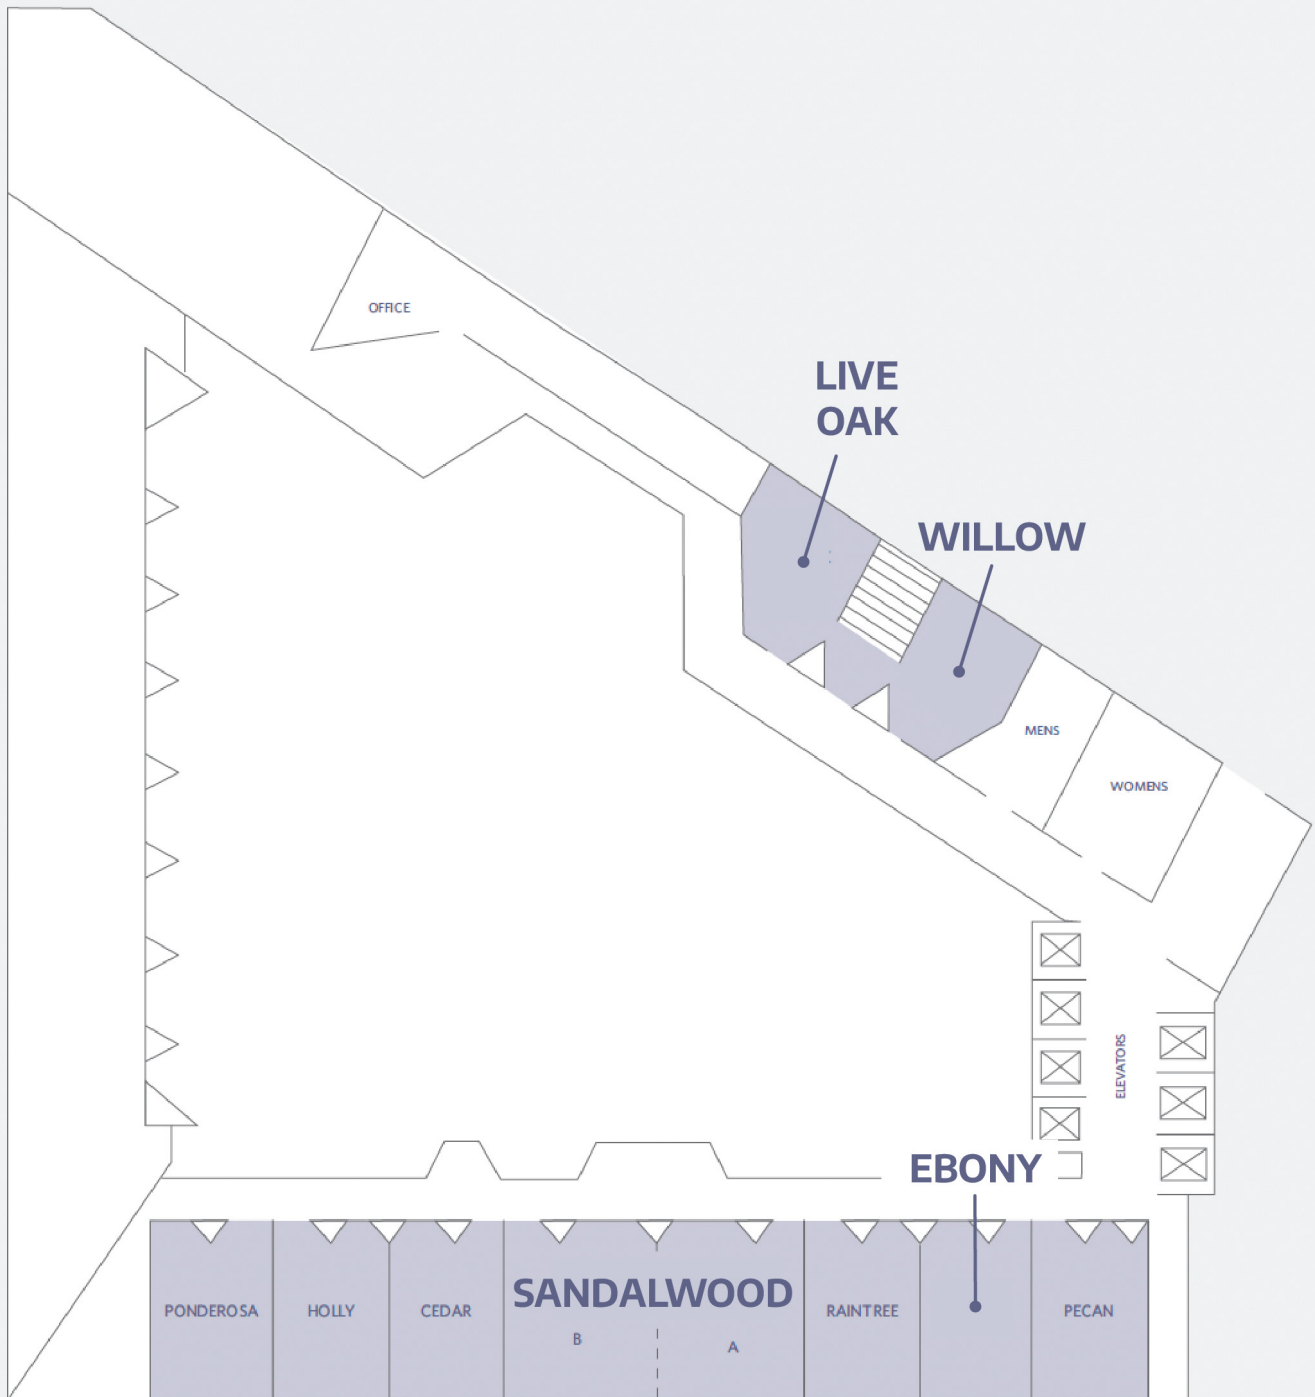 OFFICE
LIVE
OAK
WILLOW
MENS
WOMENS
ELEVATORS
EBONY
SANDALWOOD
PONDEROSA
HOLLY
CEDAR
RAINTREE
PECAN
B
A